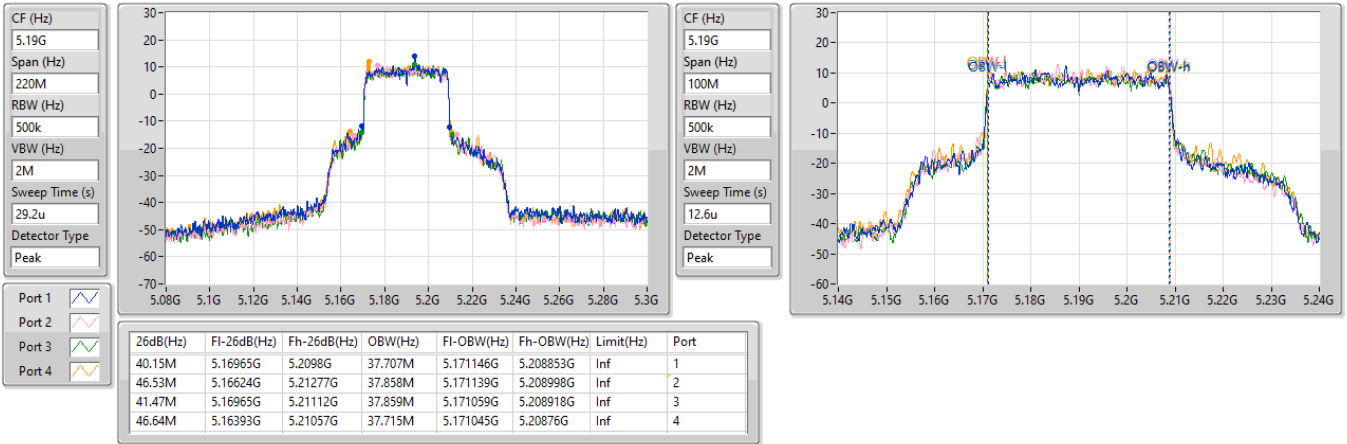 CF (Hz)
5.19G
Span (Hz)
220M
RBW (Hz)
500k
VBW (Hz)
2M
Sweep Time (s)
29.2u
Detector Type
Peak
30
20
10
0
-10
-20
-30
-40
-50
-60
-70
5.08G 5.1G 5.12G 5.14G 5.16G 5.18G 5.2G 5.22G 5.24G 5.26G 5.28G 5.3G
CF (Hz)
5.19G
Span (Hz)
100M
RBW (Hz)
500k
VBW (Hz)
2M
Sweep Time (s)
12.6u
Detector Type
Peak
30
20
10
0
-10
-20
-30
-40
-50
-60
OBW-l OBW-h
5.14G 5.15G 5.16G 5.17G 5.18G 5.19G 5.2G 5.21G 5.22G 5.23G 5.24G
Port 1
Port 2
Port 3
Port 4
26dB(Hz) Fl-26dB(Hz) Fh-26dB(Hz) OBW(Hz) Fl-OBW(Hz) Fh-OBW(Hz) Limit(Hz) Port
40.15M 5.16965G 5.2098G 37.707M 5.171146G 5.208853G Inf 1
46.53M 5.16624G 5.21277G 37.858M 5.171139G 5.208998G Inf 2
41.47M 5.16965G 5.21112G 37.859M 5.171059G 5.208918G Inf 3
46.64M 5.16393G 5.21057G 37.715M 5.171045G 5.20876G Inf 4